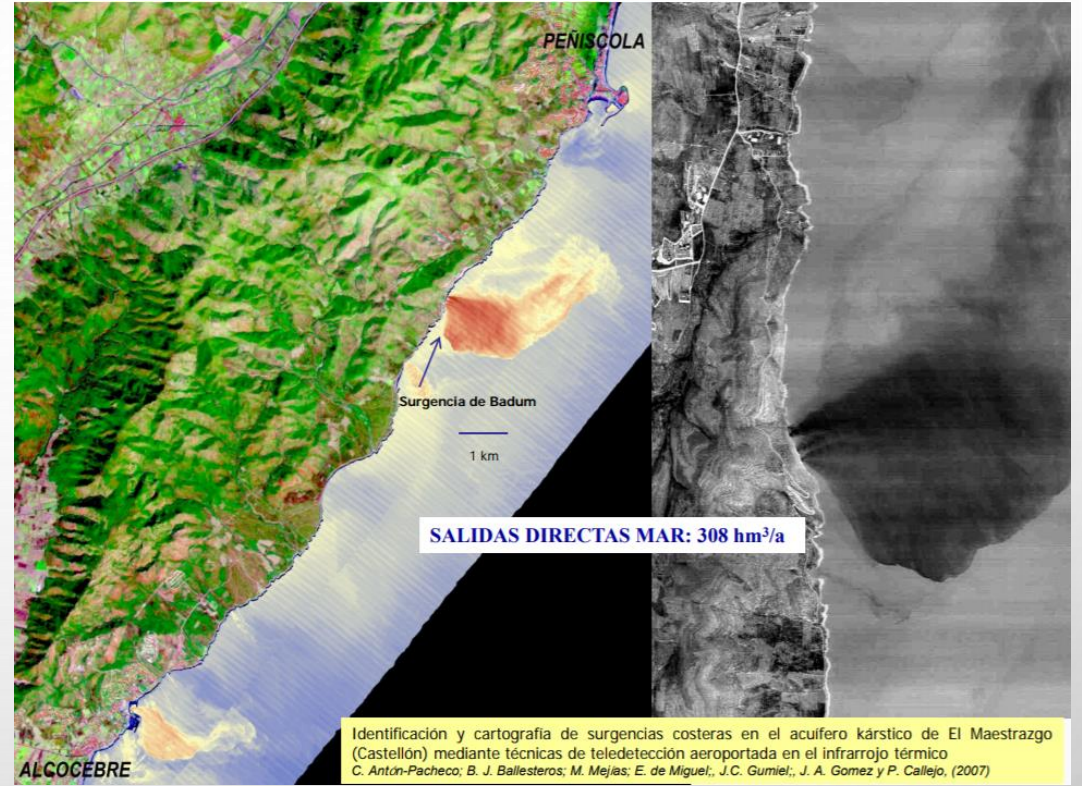 PEÑISCOLA
Surgencia de Badum
1 km
SALIDAS DIRECTAS MAR: 308 hm³/a
ALCOCEBRE
Identificación y cartografía de surgencias costeras en el acuífero kárstico de El Maestrazgo
(Castellón) mediante técnicas de teledetección aeroportada en el infrarrojo térmico
C. Antón-Pacheco; B. J. Ballesteros; M. Mejías; E. de Miguel;, J.C. Gumiel;, J. A. Gomez y P. Callejo, (2007)